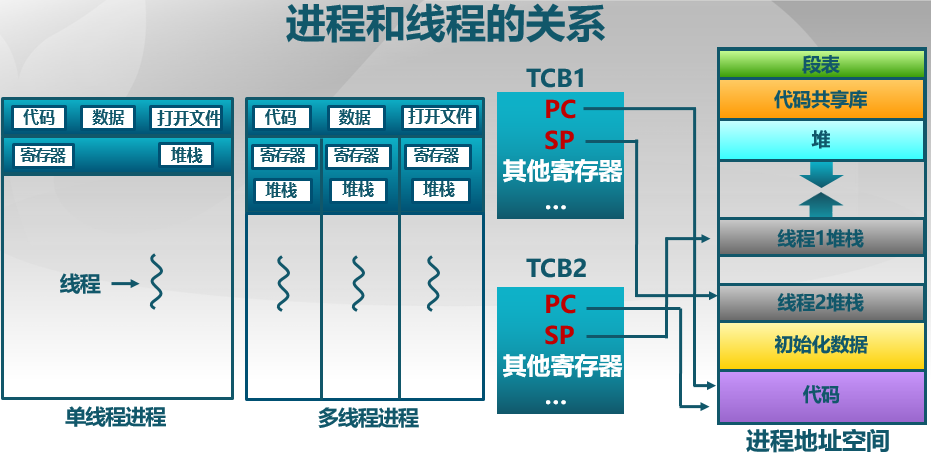 进程和线程的关系
代码 数据 打开文件
寄存器 堆栈
线程
单线程进程
代码 数据 打开文件
寄存器 寄存器 寄存器
堆栈 堆栈 堆栈
多线程进程
TCB1
PC
SP
其他寄存器
...
TCB2
PC
SP
其他寄存器
...
段表
代码共享库
堆
线程1堆栈
线程2堆栈
初始化数据
代码
进程地址空间